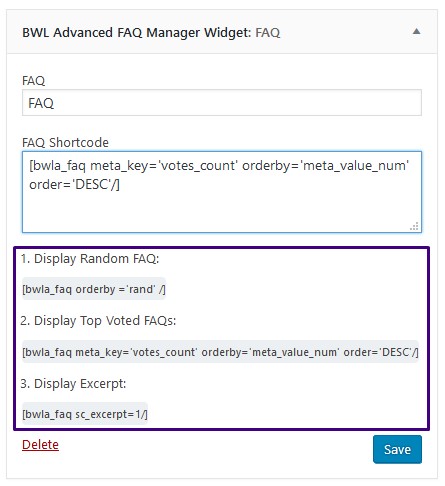 BWL Advanced FAQ Manager Widget: FAQ
FAQ
FAQ
FAQ Shortcode
[bwla_faq meta_key='votes_count' orderby='meta_value_num'
order='DESC'/]
1. Display Random FAQ:
[bwla_faq orderby ='rand' /]
2. Display Top Voted FAQs:
[bwla_faq meta_key='votes_count' orderby='meta_value_num' order='DESC'/]
3. Display Excerpt:
[bwla_faq sc_excerpt=1/]
Delete
Save